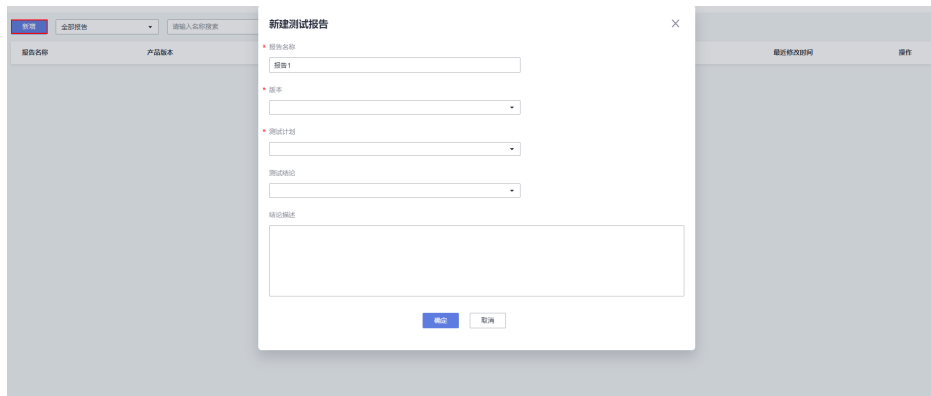 新增
全部报告
请输入名称搜索
报告名称
产品版本
最近修改时间
操作
新建测试报告
* 报告名称
报告1
* 版本
* 测试计划
测试结论
结论描述
确定
取消